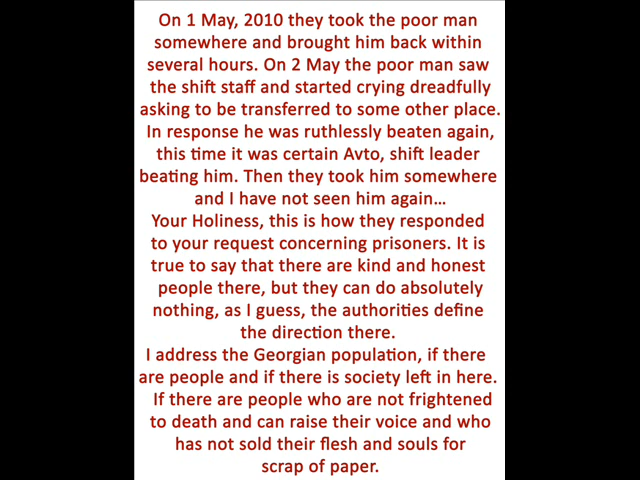 On 1 May, 2010 they took the poor man
somewhere and brought him back within
several hours. On 2 May the poor man saw
the shift staff and started crying dreadfully
asking to be transferred to some other place.
In response he was ruthlessly beaten again,
this time it was certain Avto, shift leader
beating him. Then they took him somewhere
and I have not seen him again…
Your Holiness, this is how they responded
to your request concerning prisoners. It is
true to say that there are kind and honest
people there, but they can do absolutely
nothing, as I guess, the authorities define
the direction there.
I address the Georgian population, if there
are people and if there is society left in here.
If there are people who are not frightened
to death and can raise their voice and who
has not sold their flesh and souls for
scrap of paper.